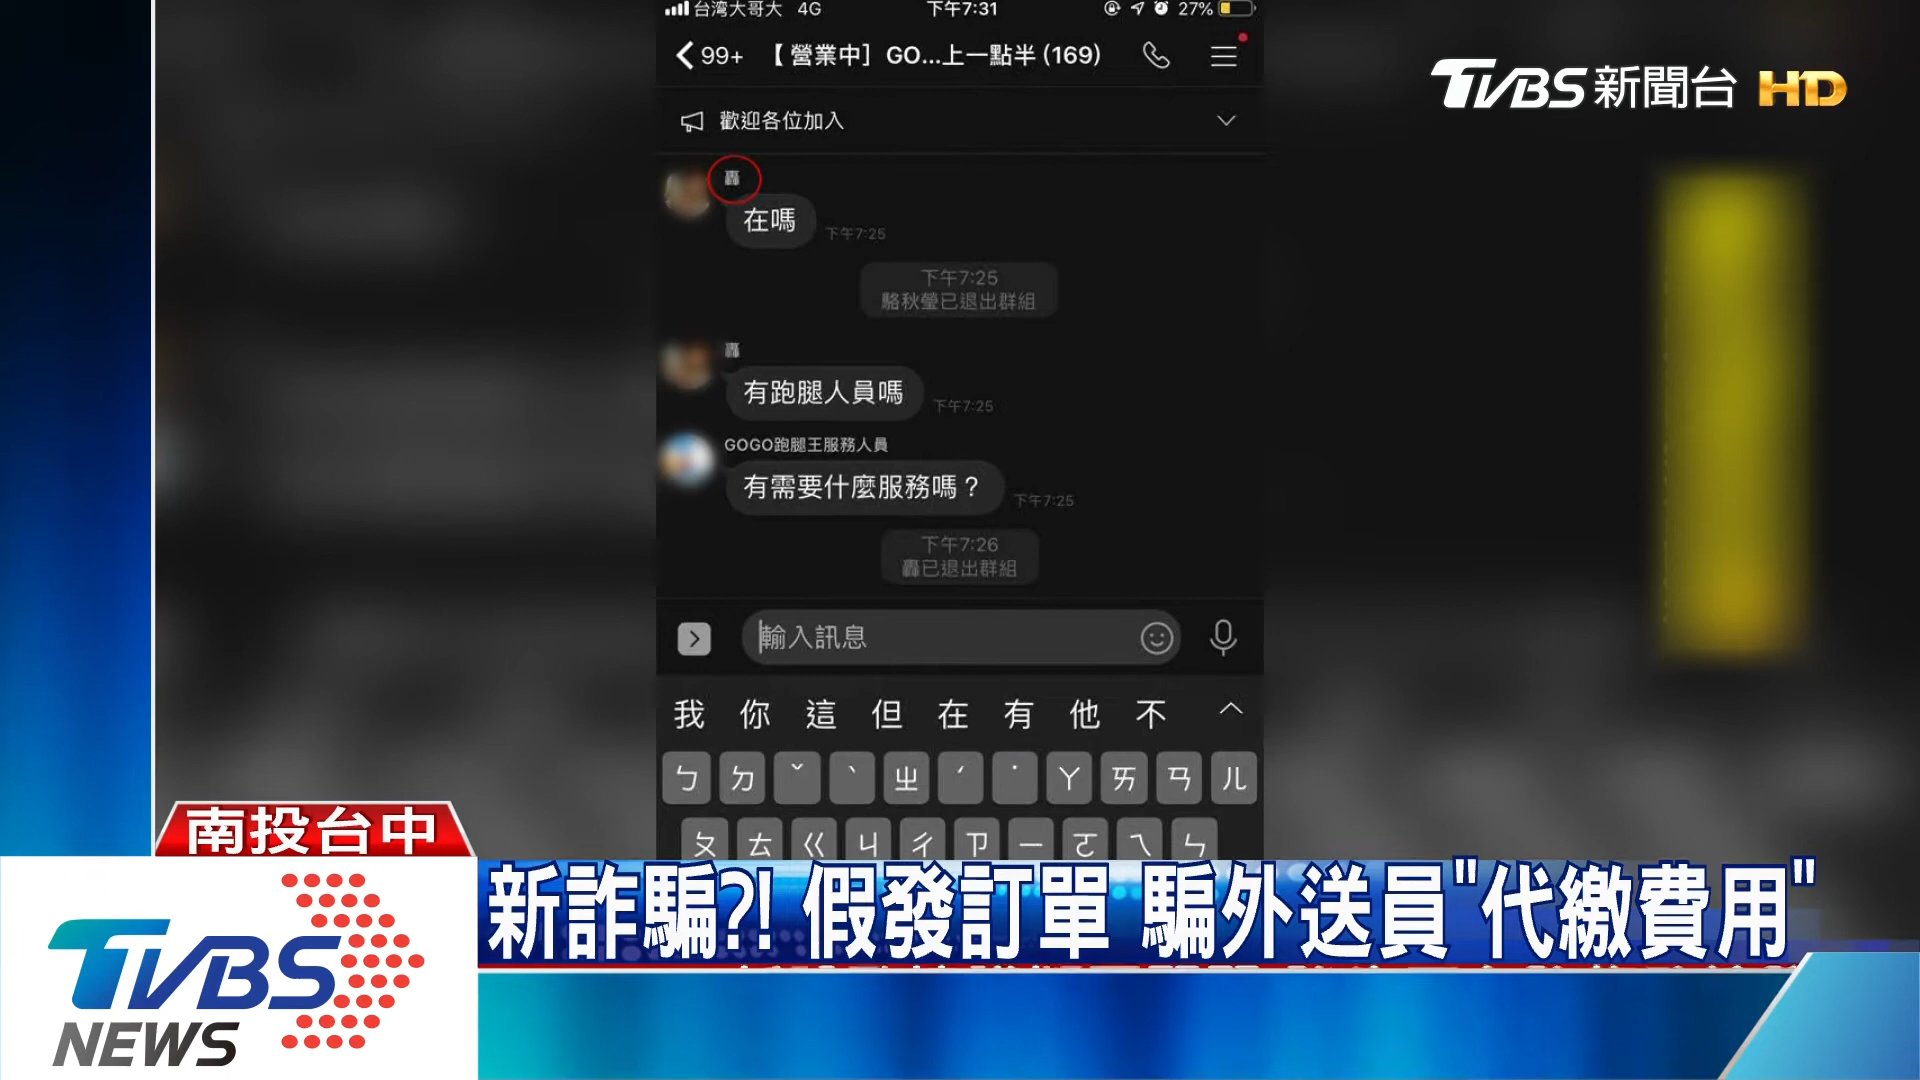 台湾大哥大 4G 下午7:31 27%
99+ 【營業中】GO...上一點半 (169)
TVBS新聞台 HD
歡迎各位加入
轟
在嗎 下午7:25
下午7:25
駱秋瑩已退出群組
轟
有跑腿人員嗎 下午7:25
GOGO跑腿王服務人員
有需要什麼服務嗎？ 下午7:25
下午7:26
轟已退出群組
輸入訊息
我 你 這 但 在 有 他 不
ㄅ ㄉ ˇ ˋ ㄓ ˊ ˙ ㄚ ㄞ ㄢ ㄦ
ㄆ ㄊ ㄍ ㄐ ㄔ ㄗ ㄧ ㄛ ㄟ ㄣ
南投台中
新詐騙?! 假發訂單 騙外送員"代繳費用"
TVBS
NEWS